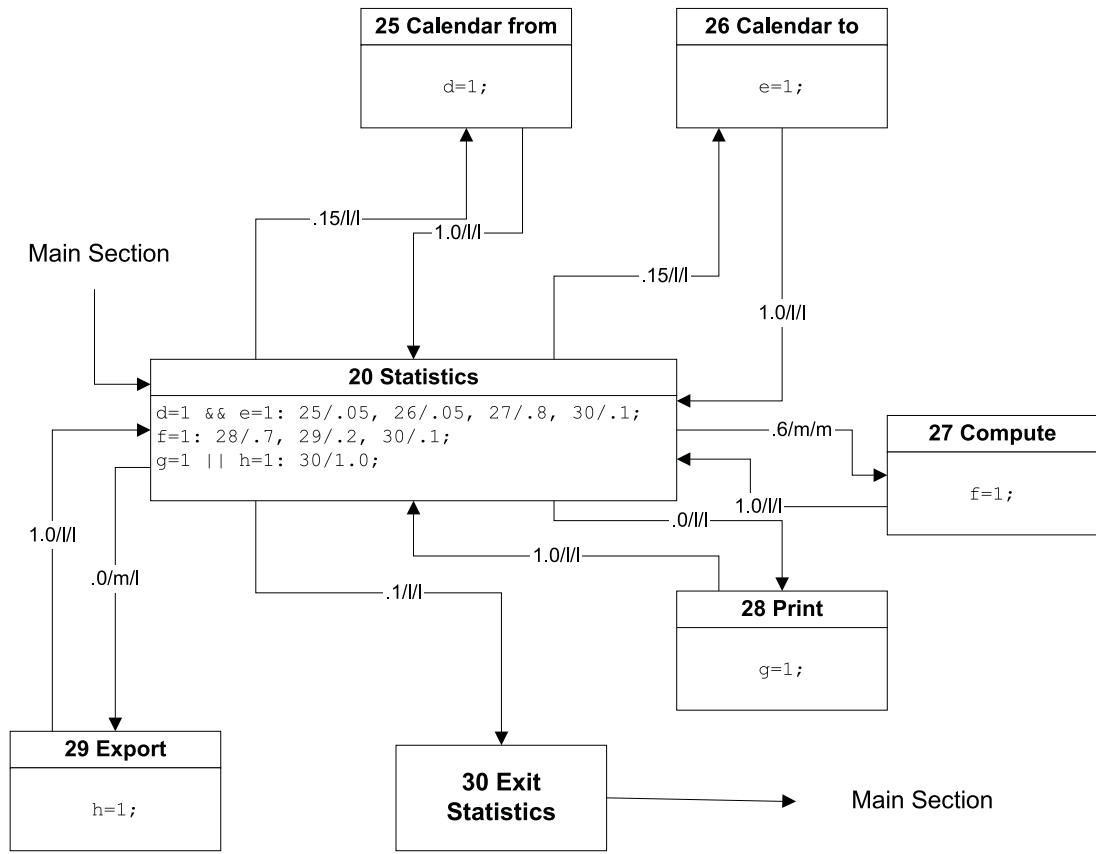 25 Calendar from
d=1;
26 Calendar to
e=1;
.15/l/l
1.0/l/l
Main Section
.15/l/l
1.0/l/l
20 Statistics
d=1 && e=1: 25/.05, 26/.05, 27/.8, 30/.1;
f=1: 28/.7, 29/.2, 30/.1;
g=1 || h=1: 30/1.0;
.6/m/m
27 Compute
f=1;
1.0/l/l
.0/l/l
1.0/l/l
1.0/l/l
.0/m/l
.1/l/l
28 Print
g=1;
29 Export
h=1;
30 Exit
Statistics
Main Section